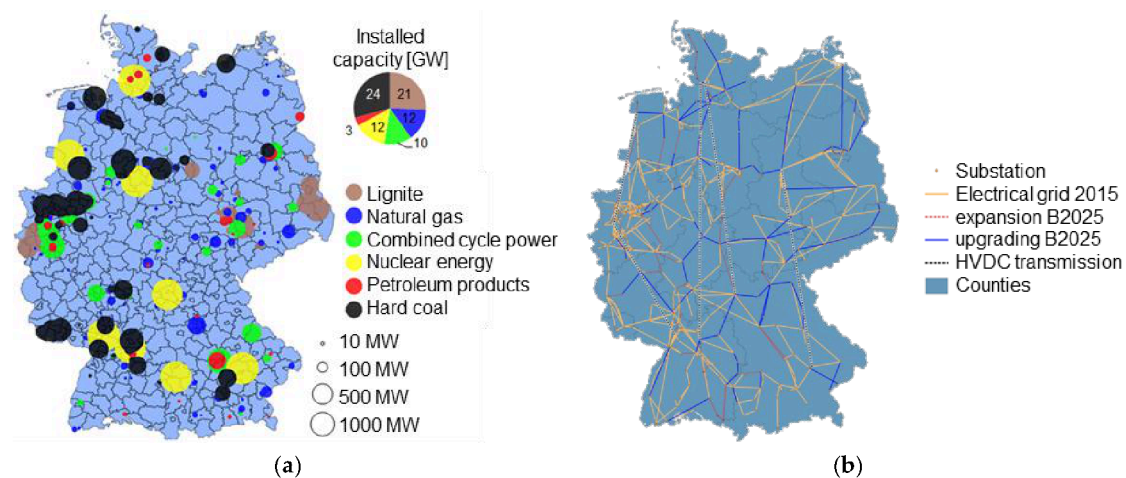 Installed
capacity [GW]
24
21
3
12
12
10
Lignite
Natural gas
Combined cycle power
Nuclear energy
Petroleum products
Hard coal
10 MW
100 MW
500 MW
1000 MW
(a)
Substation
Electrical grid 2015
expansion B2025
upgrading B2025
HVDC transmission
Counties
(b)